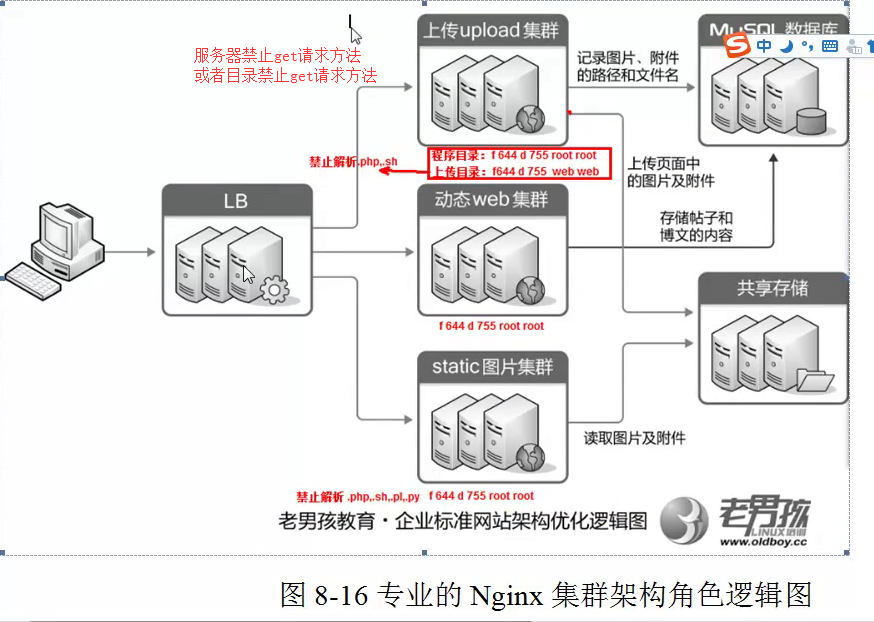 服务器禁止get请求方法
或者目录禁止get请求方法
上传upload集群
记录图片、附件
的路径和文件名
MySQL 数据库
中
禁止解析.php,.sh
程序目录：f 644 d 755 root root
上传目录：f644 d 755 web web
上传页面中
的图片及附件
LB
动态web集群
存储帖子和
博文的内容
f 644 d 755 root root
共享存储
static图片集群
读取图片及附件
禁止解析 .php,.sh,.pl,.py f 644 d 755 root root
老男孩教育·企业标准网站架构优化逻辑图
老男孩
LINUX培训
www.oldboy.cc
图 8-16 专业的 Nginx 集群架构角色逻辑图